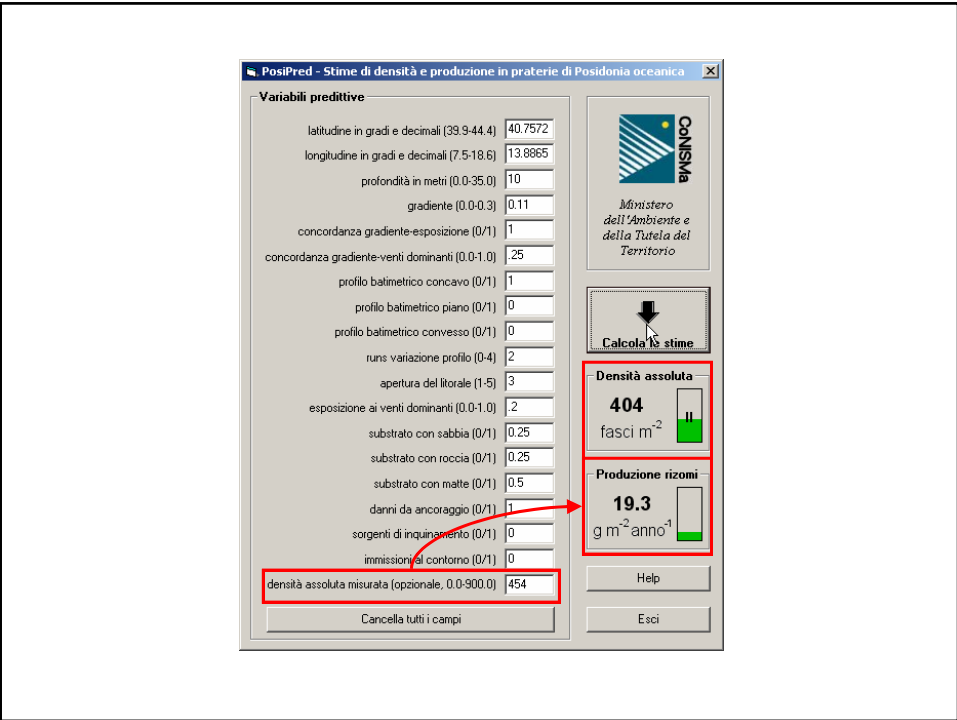 PosiPred - Stime di densità e produzione in praterie di Posidonia oceanica
Variabili predittive
latitudine in gradi e decimali (39.9-44.4) 40.7572
longitudine in gradi e decimali (7.5-18.6) 13.8865
profondità in metri (0.0-35.0) 10
gradiente (0.0-0.3) 0.11
concordanza gradiente-esposizione (0/1) 1
concordanza gradiente-venti dominanti (0.0-1.0) .25
profilo batimetrico concavo (0/1) 1
profilo batimetrico piano (0/1) 0
profilo batimetrico convesso (0/1) 0
runs variazione profilo (0-4) 2
apertura del litorale (1-5) 3
esposizione ai venti dominanti (0.0-1.0) .2
substrato con sabbia (0/1) 0.25
substrato con roccia (0/1) 0.25
substrato con matte (0/1) 0.5
danni da ancoraggio (0/1) 1
sorgenti di inquinamento (0/1) 0
immissioni al contorno (0/1) 0
densità assoluta misurata (opzionale, 0.0-900.0) 454
Cancella tutti i campi
CoNISMa
Ministero
dell'Ambiente e
della Tutela del
Territorio
Calcola le stime
Densità assoluta
404
fasci m-2
Produzione rizomi
19.3
g m-2 anno-1
Help
Esci